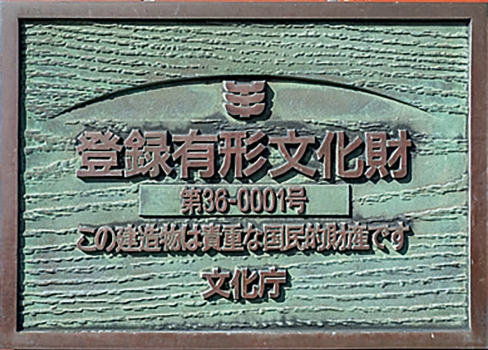 登録有形文化財
第36-0001号
この建造物は貴重な国民的財産です
文化庁